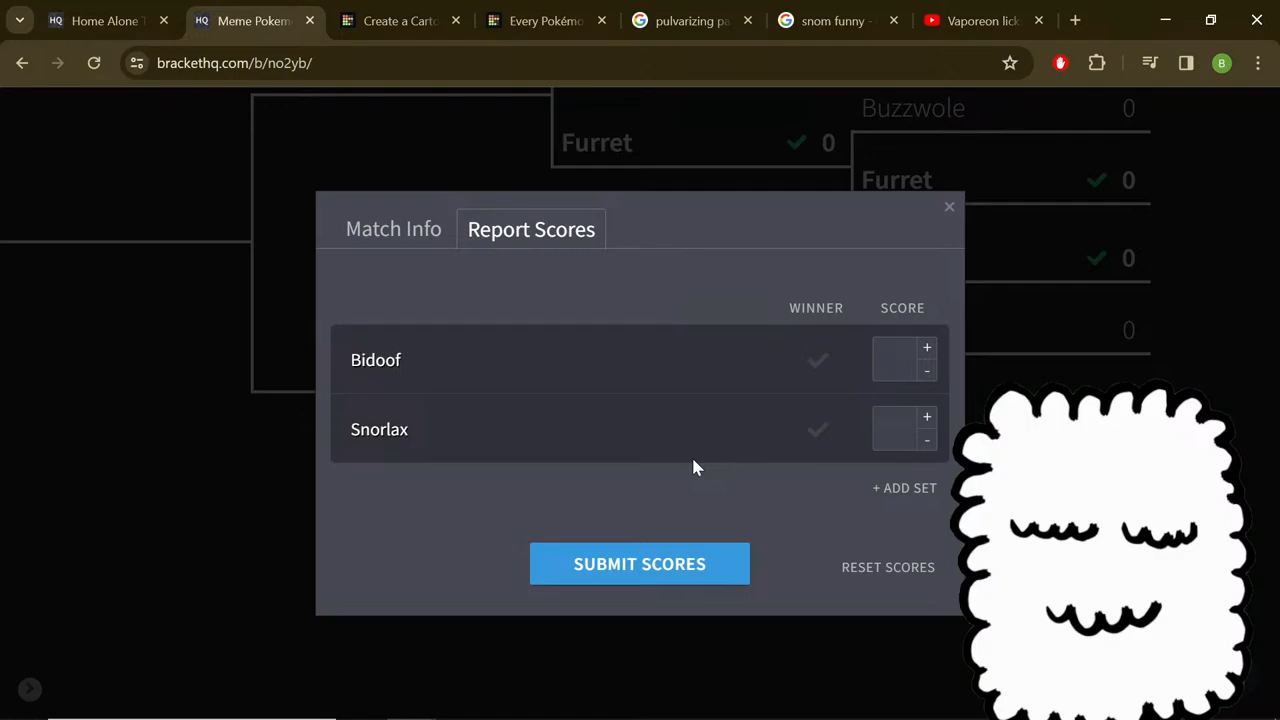 HQ Home Alone T
HQ Meme Pokem
Create a Carto
Every Pokémo
pulvarizing pa
snom funny -
Vaporeon lick
brackethq.com/b/no2yb/
B
Buzzwole 0
Furret 0
Furret 0
0
0
Match Info
Report Scores
WINNER SCORE
Bidoof + -
Snorlax + -
+ ADD SET
SUBMIT SCORES
RESET SCORES